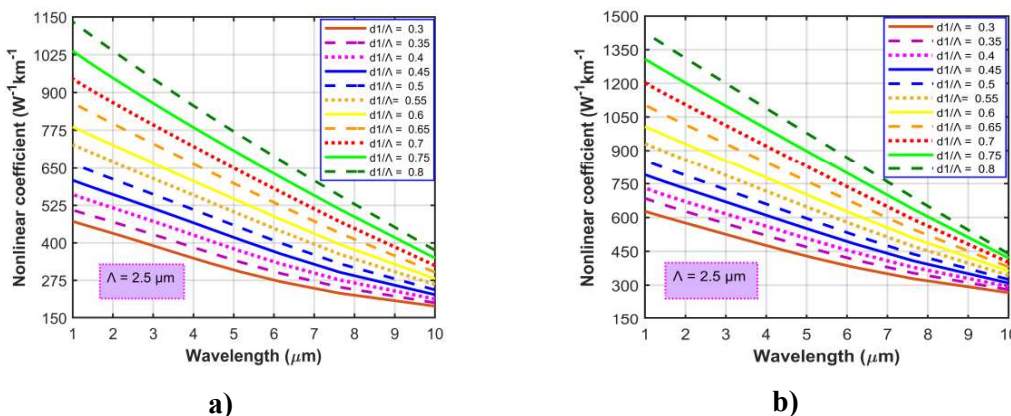 1150
1025
900
775
650
525
400
275
150
Nonlinear coefficient (W⁻¹km⁻¹)
d1/Λ = 0.3
d1/Λ = 0.35
d1/Λ = 0.4
d1/Λ = 0.45
d1/Λ = 0.5
d1/Λ = 0.55
d1/Λ = 0.6
d1/Λ = 0.65
d1/Λ = 0.7
d1/Λ = 0.75
d1/Λ = 0.8
Λ = 2.5 μm
1 2 3 4 5 6 7 8 9 10
Wavelength (μm)
a)
1500
1350
1200
1050
900
750
600
450
300
150
Nonlinear coefficient (W⁻¹km⁻¹)
d1/Λ = 0.3
d1/Λ = 0.35
d1/Λ = 0.4
d1/Λ = 0.45
d1/Λ = 0.5
d1/Λ= 0.55
d1/Λ = 0.6
d1/Λ = 0.65
d1/Λ = 0.7
d1/Λ = 0.75
d1/Λ = 0.8
Λ = 2.5 μm
1 2 3 4 5 6 7 8 9 10
Wavelength (μm)
b)